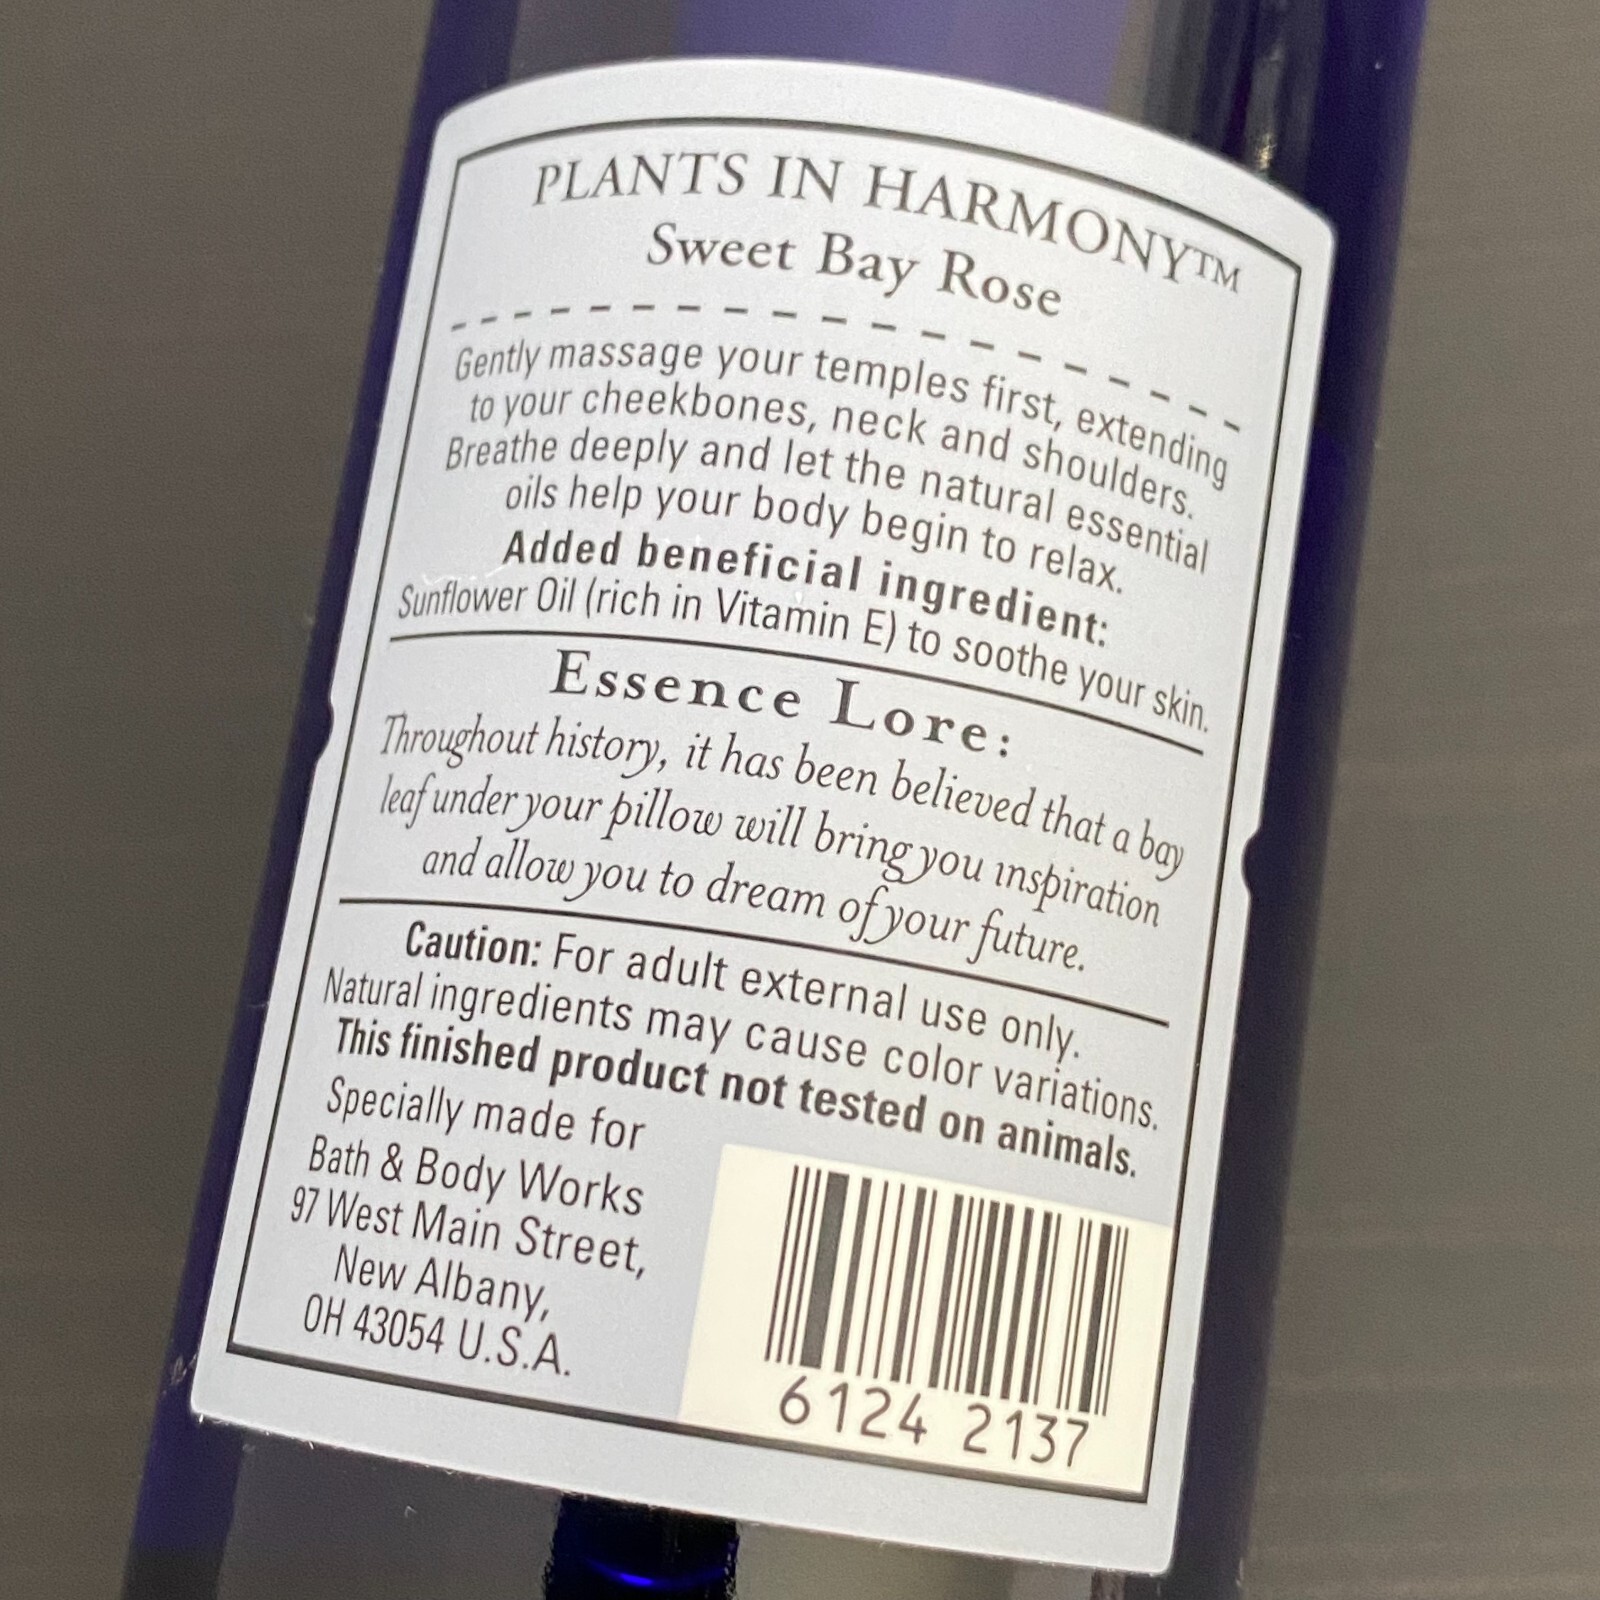 PLANTS IN HARMONY™
Sweet Bay Rose
Gently massage your temples first, extending
to your cheekbones, neck and shoulders.
Breathe deeply and let the natural essential
oils help your body begin to relax.
Added beneficial ingredient:
Sunflower Oil (rich in Vitamin E) to soothe your skin.
Essence Lore:
Throughout history, it has been believed that a bay
leaf under your pillow will bring you inspiration
and allow you to dream of your future.
Caution: For adult external use only.
Natural ingredients may cause color variations.
This finished product not tested on animals.
Specially made for
Bath & Body Works
97 West Main Street,
New Albany,
OH 43054 U.S.A.
6124 2137